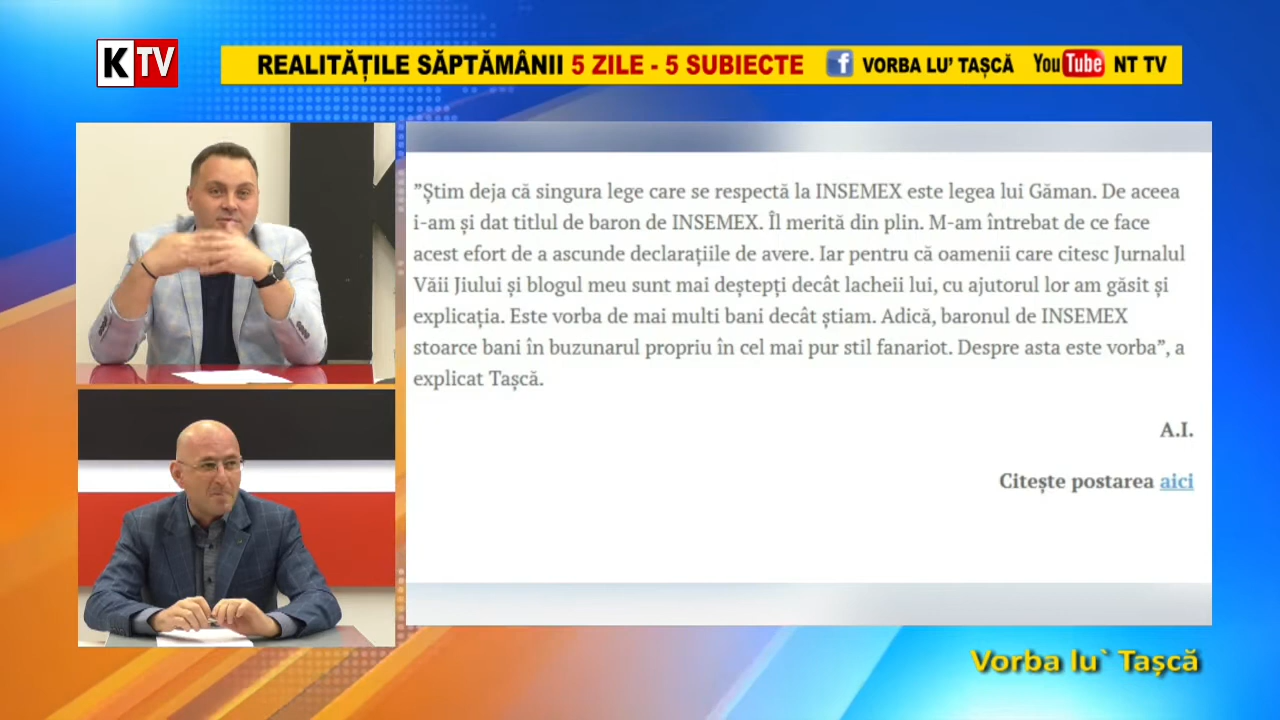 KTV
REALITĂȚILE SĂPTĂMÂNII 5 ZILE - 5 SUBIECTE f VORBA LU' TAȘCĂ YouTube NT TV
”Știm deja că singura lege care se respectă la INSEMEX este legea lui Găman. De aceea
i-am și dat titlul de baron de INSEMEX. Îl merită din plin. M-am întrebat de ce face
acest efort de a ascunde declarațiile de avere. Iar pentru că oamenii care citesc Jurnalul
Văii Jiului și blogul meu sunt mai deștepți decât lacheii lui, cu ajutorul lor am găsit și
explicația. Este vorba de mai multi bani decât știam. Adică, baronul de INSEMEX
stoarce bani în buzunarul propriu în cel mai pur stil fanariot. Despre asta este vorba”, a
explicat Tașcă.
A.I.
Citește postarea aici
Vorba lu` Tașcă